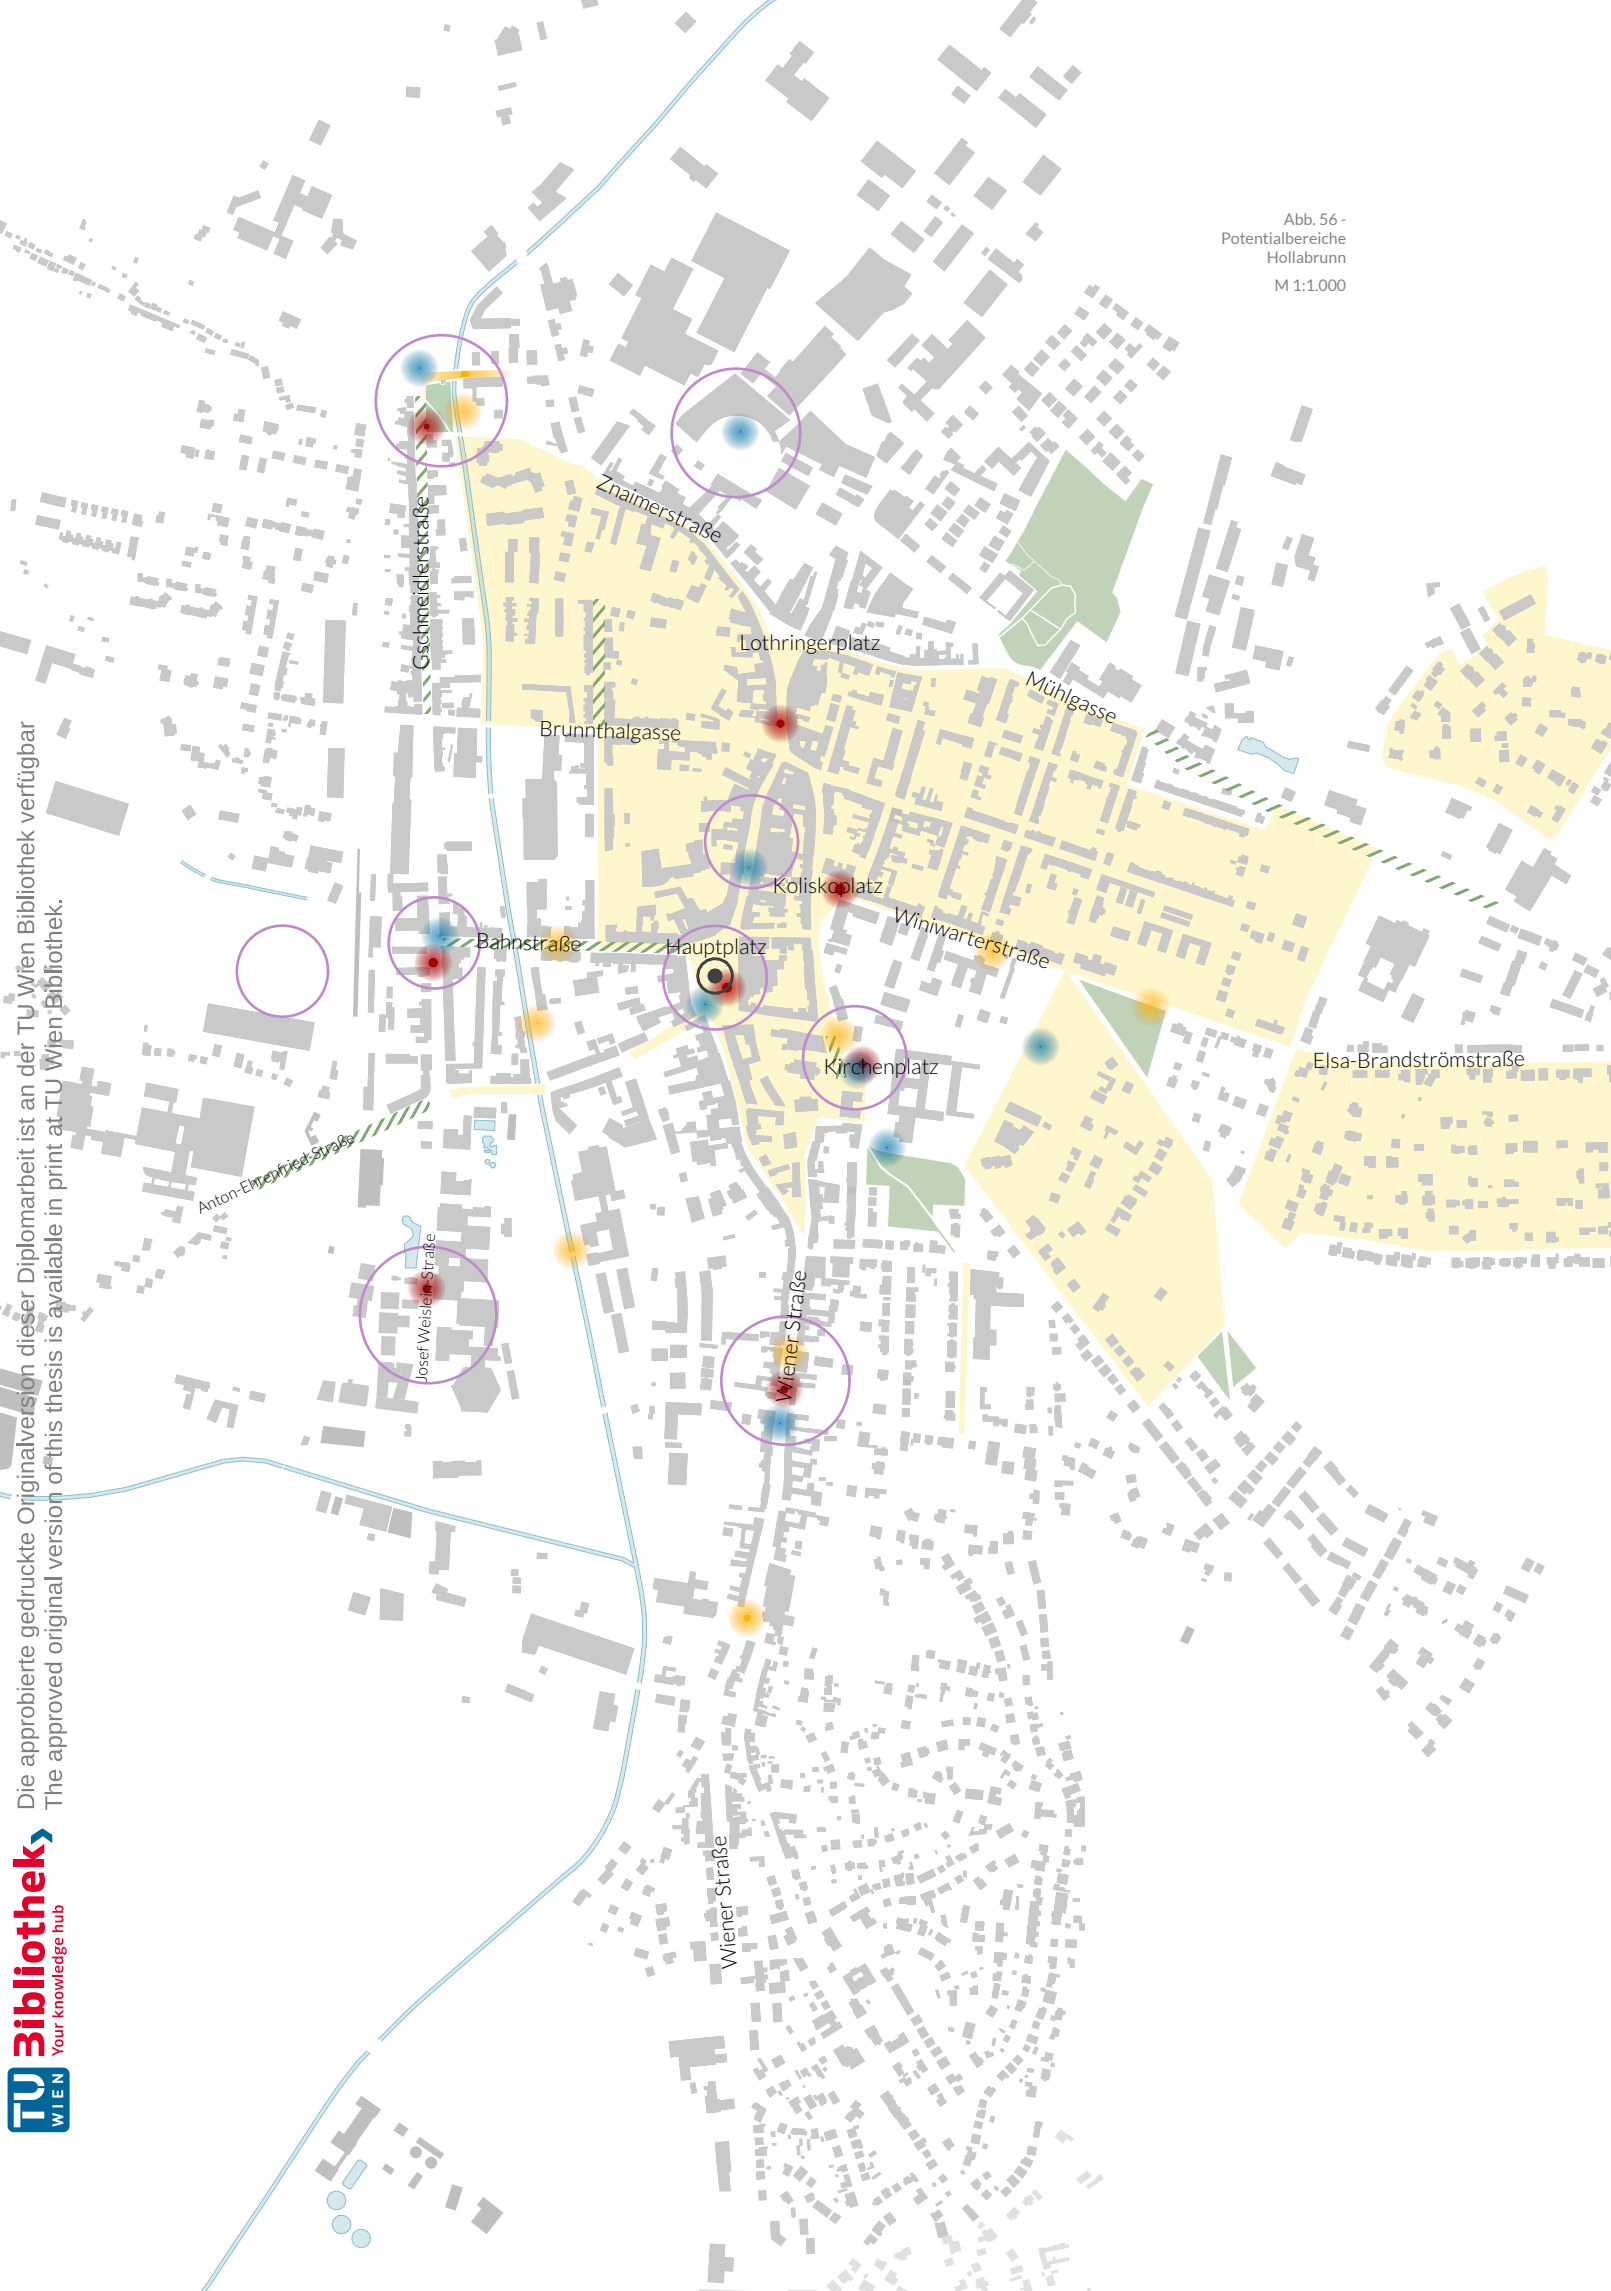 Abb. 56 -
Potentialbereiche
Hollabrunn
M 1:1.000
Znaimerstraße
Gschmeidlerstraße
Lothringerplatz
Mühlgasse
Brunnthalgasse
Koliskoplatz
Winiwarterstraße
Bahnstraße
Hauptplatz
Kirchenplatz
Elsa-Brandströmstraße
Anton-Ehrenfried-Straße
Josef Weislein-Straße
Wiener Straße
Wiener Straße
Die approbierte gedruckte Originalversion dieser Diplomarbeit ist an der TU Wien Bibliothek verfügbar
The approved original version of this thesis is available in print at TU Wien Bibliothek.
Bibliothek
Your knowledge hub
TU
WIEN